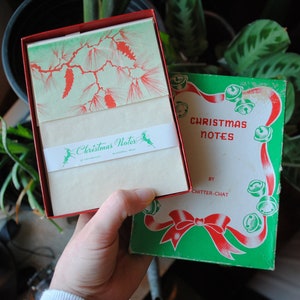 Christmas Notes
CHRISTMAS
NOTES
BY
CHITTER-CHAT